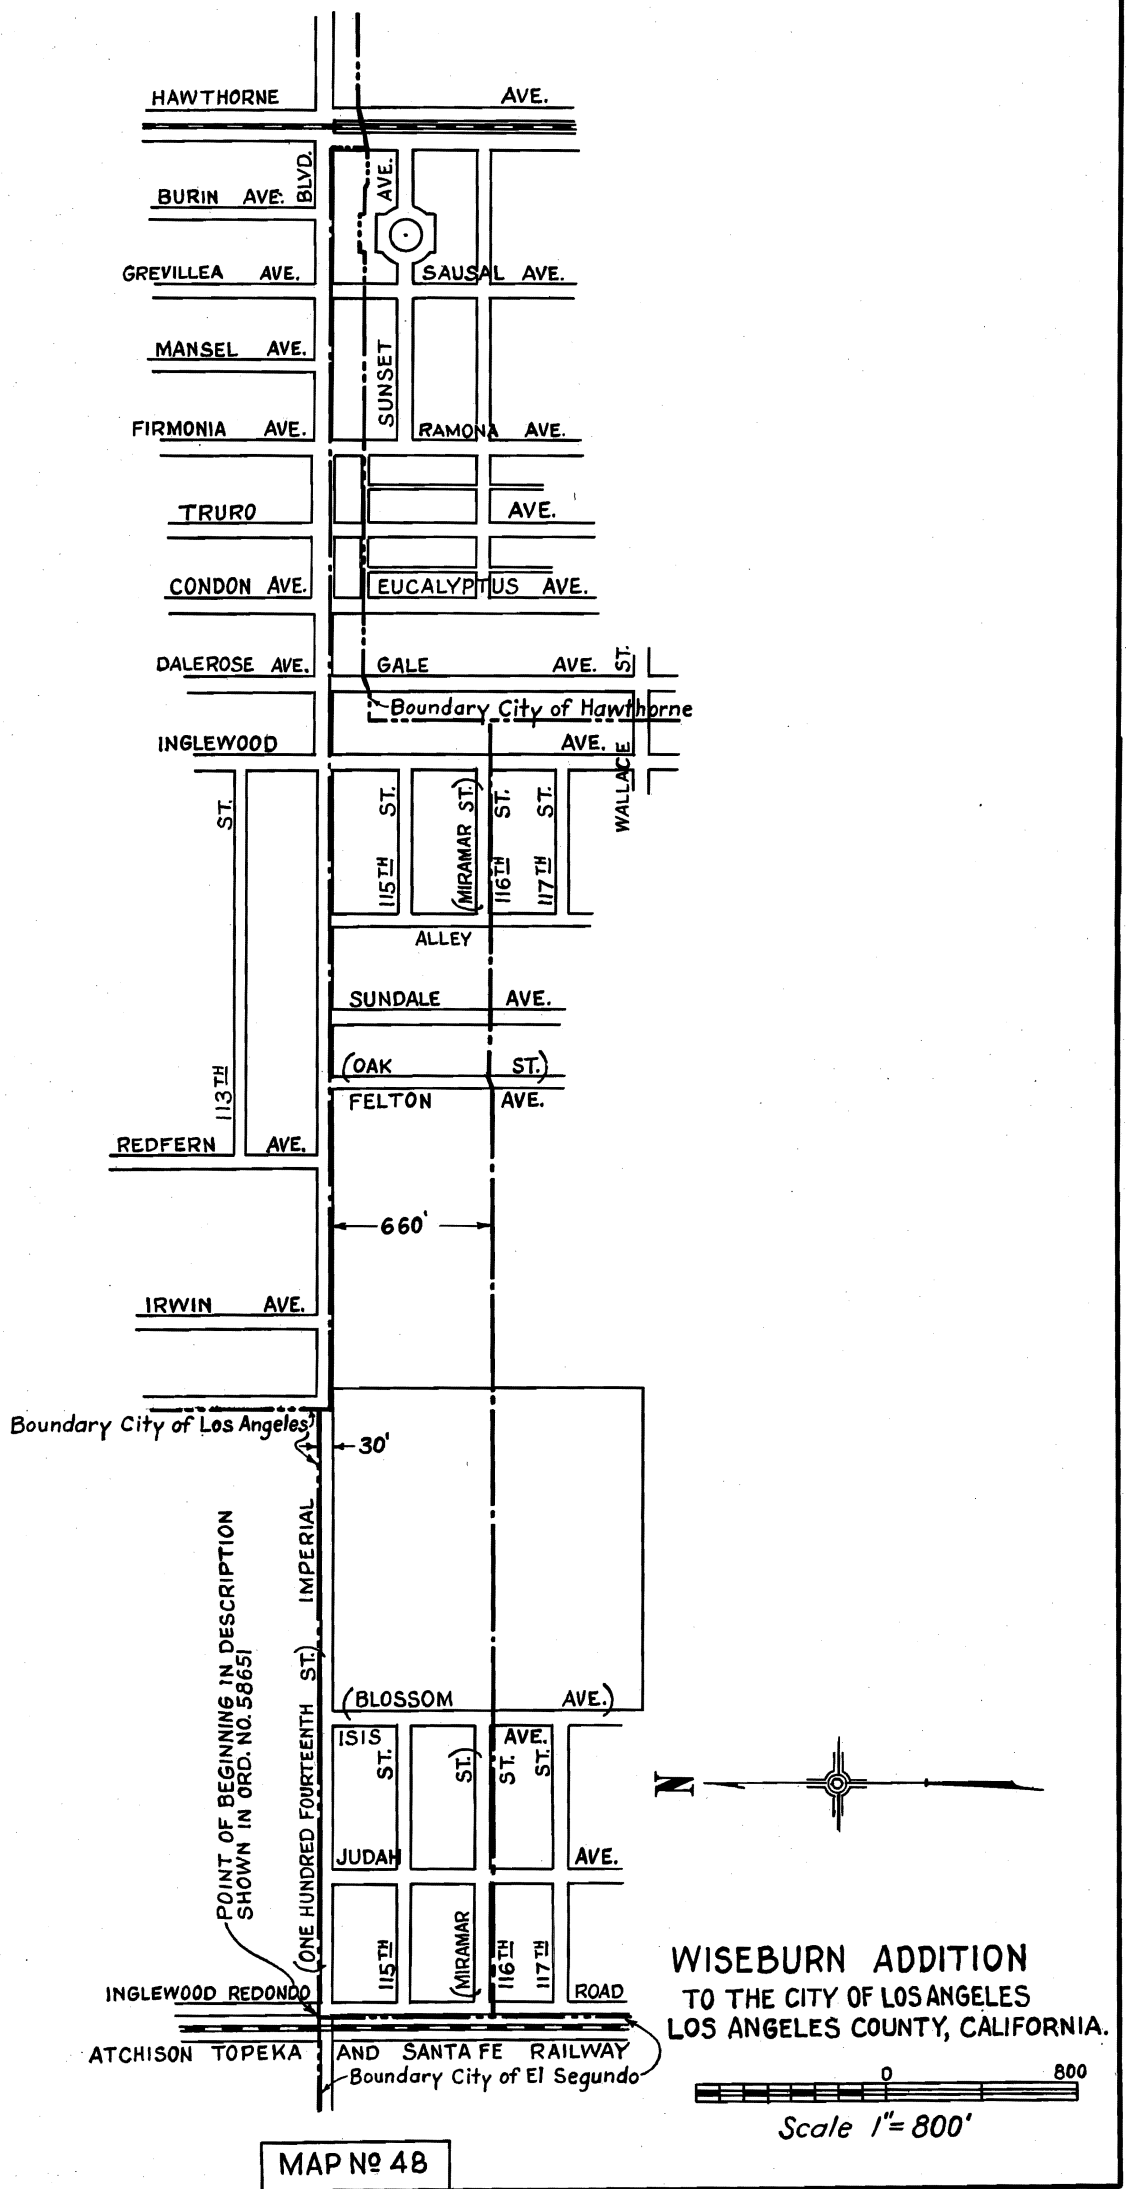 HAWTHORNE AVE.
BLVD.
AVE.
BURIN AVE.
GREVILLEA AVE.
SAUSAL AVE.
MANSEL AVE.
SUNSET
FIRMONIA AVE.
RAMONA AVE.
TRURO AVE.
CONDON AVE.
EUCALYPTUS AVE.
DALEROSE AVE.
GALE AVE.
WALLACE ST.
Boundary City of Hawthorne
INGLEWOOD AVE.
113TH ST.
115TH ST.
(MIRAMAR ST.)
116TH ST.
117TH ST.
ALLEY
SUNDALE AVE.
(OAK ST.)
FELTON AVE.
REDFERN AVE.
660'
IRWIN AVE.
Boundary City of Los Angeles
30'
IMPERIAL
(ONE HUNDRED FOURTEENTH ST.)
POINT OF BEGINNING IN DESCRIPTION
SHOWN IN ORD. NO. 58651
(BLOSSOM AVE.)
ISIS AVE.
115TH ST.
(MIRAMAR ST.)
116TH ST.
117TH ST.
JUDAH AVE.
N
INGLEWOOD REDONDO ROAD
ATCHISON TOPEKA AND SANTA FE RAILWAY
Boundary City of El Segundo
WISEBURN ADDITION
TO THE CITY OF LOS ANGELES
LOS ANGELES COUNTY, CALIFORNIA.
0 800
Scale 1"= 800'
MAP Nº 48